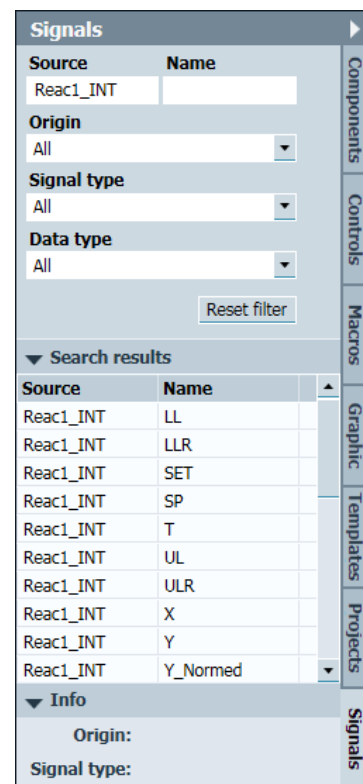 Signals
Source Name
Reac1_INT
Origin
All
Signal type
All
Data type
All
Reset filter
Search results
Source Name
Reac1_INT LL
Reac1_INT LLR
Reac1_INT SET
Reac1_INT SP
Reac1_INT T
Reac1_INT UL
Reac1_INT ULR
Reac1_INT X
Reac1_INT Y
Reac1_INT Y_Normed
Info
Origin:
Signal type:
Components
Controls
Macros
Graphic
Templates
Projects
Signals